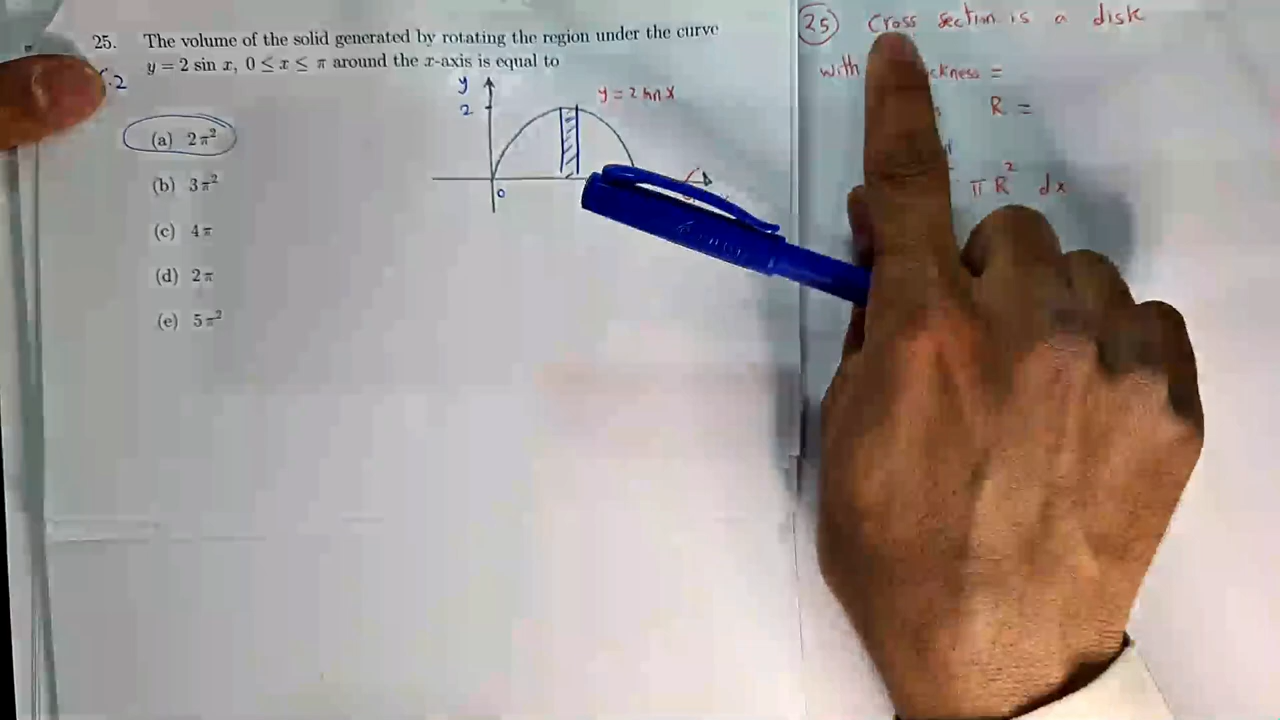 25. The volume of the solid generated by rotating the region under the curve
y = 2 sin x, 0 ≤ x ≤ π around the x-axis is equal to
.2
(a) 2π²
(b) 3π²
(c) 4π
(d) 2π
(e) 5π²
y
2
0
y = 2 sin x
25 Cross section is a disk
with ckness =
R =
π R² dx